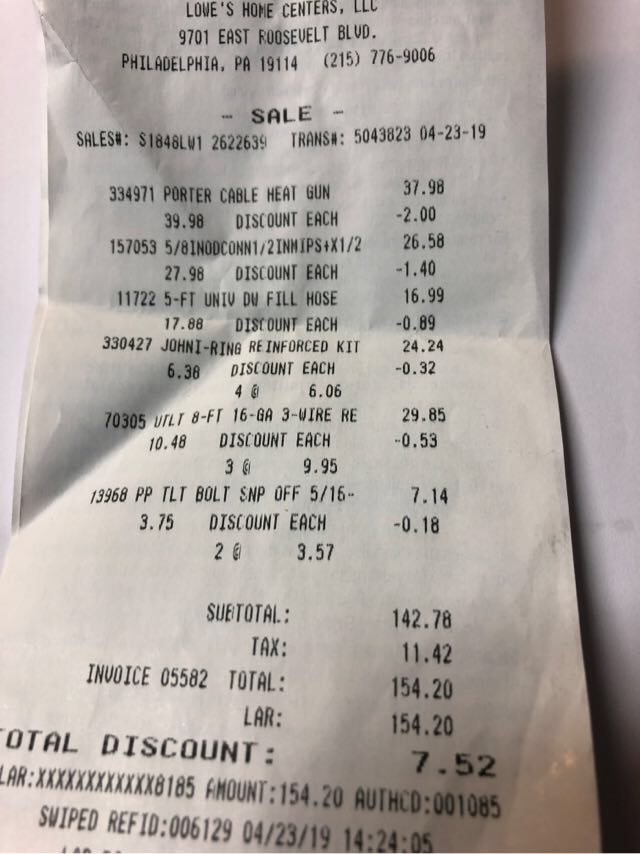 LOWE'S HOME CENTERS, LLC
9701 EAST ROOSEVELT BLVD.
PHILADELPHIA, PA 19114 (215) 776-9006
- SALE -
SALES#: S1848LW1 2622639 TRANS#: 5043823 04-23-19
334971 PORTER CABLE HEAT GUN 37.98
39.98 DISCOUNT EACH -2.00
157053 5/8INODCONN1/2INMIPS+X1/2 26.58
27.98 DISCOUNT EACH -1.40
11722 5-FT UNIV DW FILL HOSE 16.99
17.88 DISCOUNT EACH -0.89
330427 JOHNI-RING REINFORCED KIT 24.24
6.38 DISCOUNT EACH -0.32
4 @ 6.06
70305 UTLT 8-FT 16-GA 3-WIRE RE 29.85
10.48 DISCOUNT EACH -0.53
3 @ 9.95
13968 PP TLT BOLT SNP OFF 5/16- 7.14
3.75 DISCOUNT EACH -0.18
2 @ 3.57
SUBTOTAL: 142.78
TAX: 11.42
INVOICE 05582 TOTAL: 154.20
LAR: 154.20
TOTAL DISCOUNT: 7.52
LAR:XXXXXXXXXXXX8185 AMOUNT:154.20 AUTHCD:001085
SWIPED REFID:006129 04/23/19 14:24:05